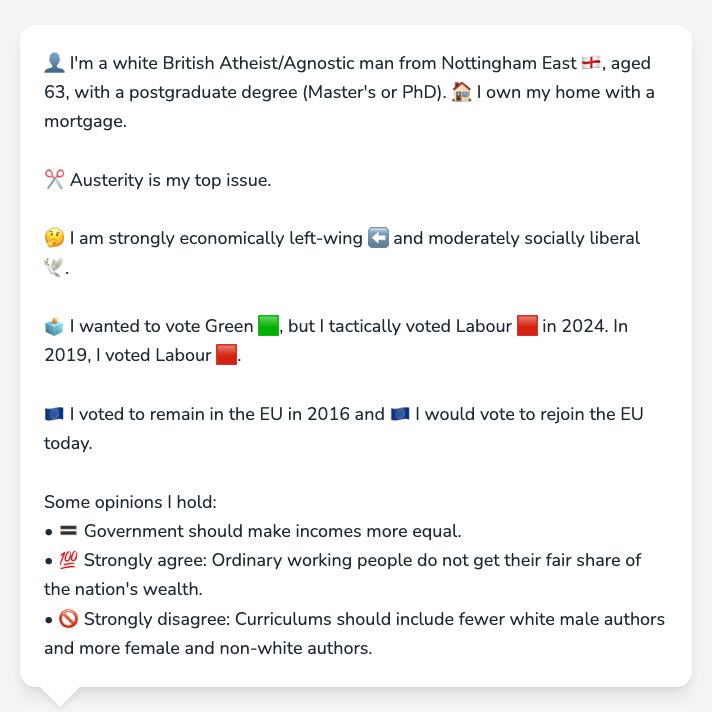 👤 I'm a white British Atheist/Agnostic man from Nottingham East 🏴󠁧󠁢󠁥󠁮󠁧󠁿, aged
63, with a postgraduate degree (Master's or PhD). 🏠 I own my home with a
mortgage.
✂️ Austerity is my top issue.
🤔 I am strongly economically left-wing ⬅️ and moderately socially liberal
🕊️.
🗳️ I wanted to vote Green 🟩, but I tactically voted Labour 🟥 in 2024. In
2019, I voted Labour 🟥.
🇪🇺 I voted to remain in the EU in 2016 and 🇪🇺 I would vote to rejoin the EU
today.
Some opinions I hold:
• 🟰 Government should make incomes more equal.
• 💯 Strongly agree: Ordinary working people do not get their fair share of
the nation's wealth.
• 🚫 Strongly disagree: Curriculums should include fewer white male authors
and more female and non-white authors.